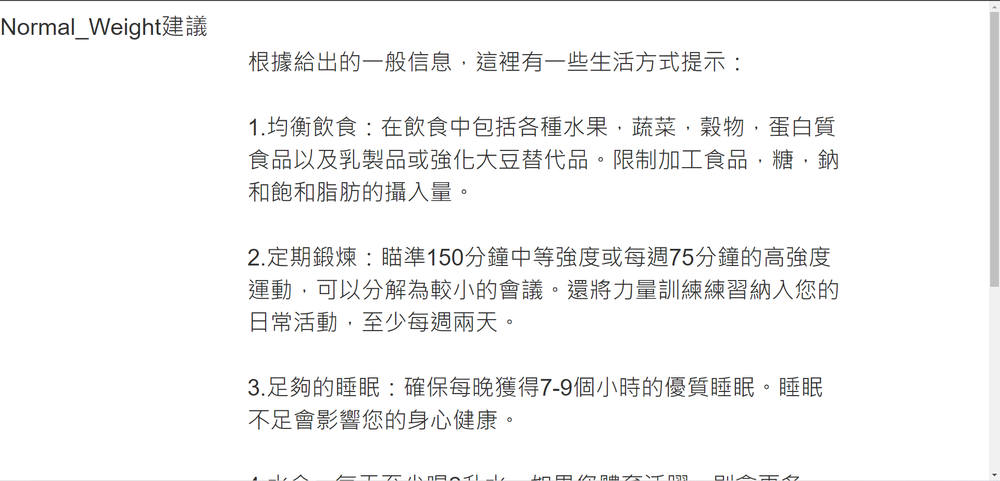 Normal_Weight建議
根據給出的一般信息，這裡有一些生活方式提示：
1.均衡飲食：在飲食中包括各種水果，蔬菜，穀物，蛋白質
食品以及乳製品或強化大豆替代品。限制加工食品，糖，鈉
和飽和脂肪的攝入量。
2.定期鍛煉：瞄準150分鐘中等強度或每週75分鐘的高強度
運動，可以分解為較小的會議。還將力量訓練練習納入您的
日常活動，至少每週兩天。
3.足夠的睡眠：確保每晚獲得7-9個小時的優質睡眠。睡眠
不足會影響您的身心健康。